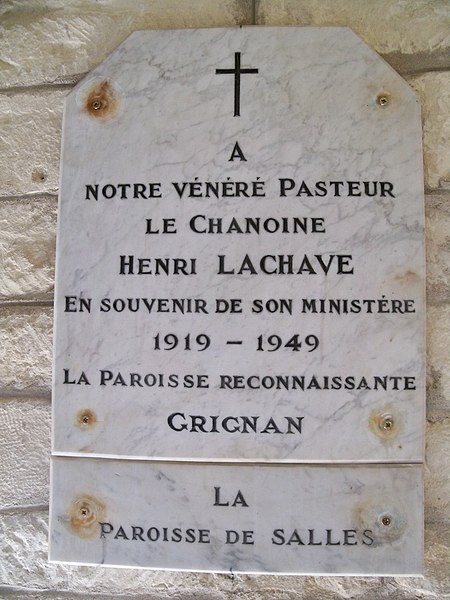 A
NOTRE VÉNÉRÉ PASTEUR
LE CHANOINE
HENRI LACHAVE
EN SOUVENIR DE SON MINISTÉRE
1919 – 1949
LA PAROISSE RECONNAISSANTE
GRIGNAN
LA
PAROISSE DE SALLES